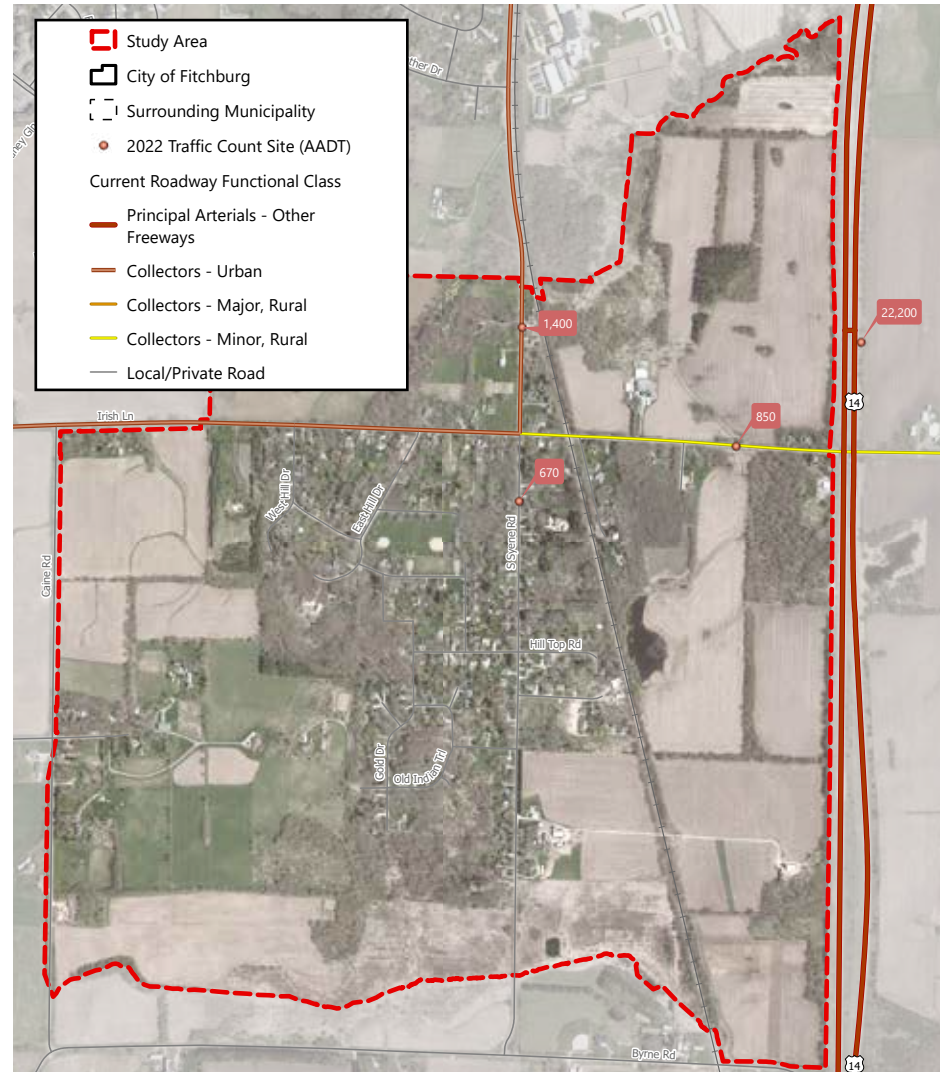 Study Area
City of Fitchburg
Surrounding Municipality
2022 Traffic Count Site (AADT)
Current Roadway Functional Class
Principal Arterials - Other
Freeways
Collectors - Urban
Collectors - Major, Rural
Collectors - Minor, Rural
Local/Private Road
ther Dr
1,400
22,200
14
Irish Ln
850
670
West Hill Dr
East Hill Dr
S Syene Rd
Caine Rd
Hill Top Rd
Gold Dr
Old Indian Trl
Byrne Rd
14